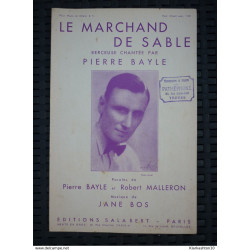 LE MARCHAND
DE SABLE
BERCEUSE CHANTÉE PAR
PIERRE BAYLE
Paroles de
Pierre BAYLE et Robert MALLERON
Musique de
JANE BOS
EDITIONS SALABERT - PARIS